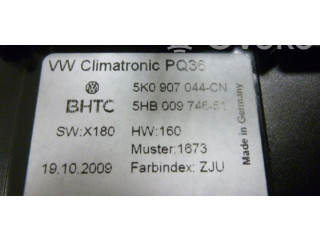 VW Climatronic PQ36
5K0 907 044-CN
BHTC 5HB 009 746-51
SW:X180 HW:160
Muster:1673
19.10.2009 Farbindex: ZJU
Made in Germany